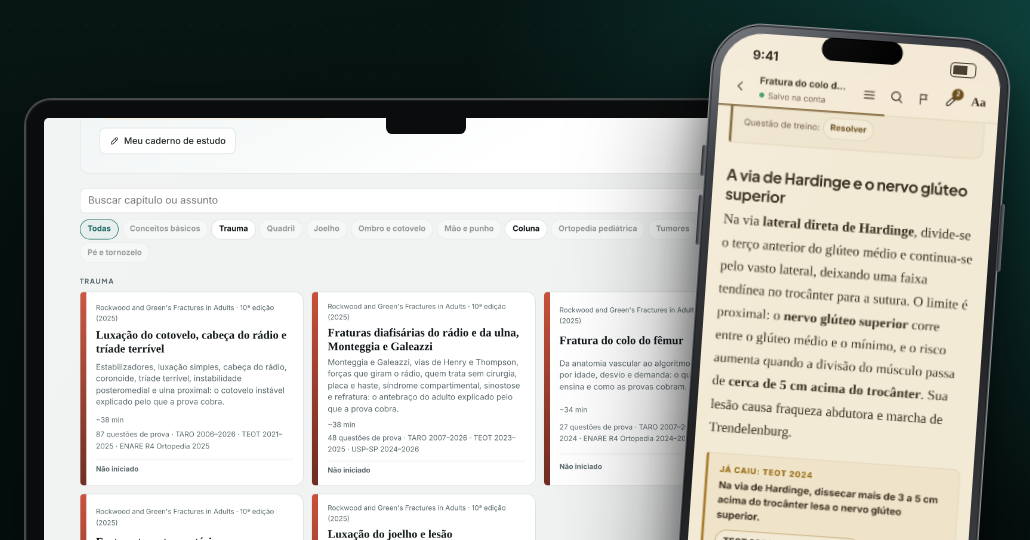 Meu caderno de estudo
Buscar capítulo ou assunto
Todas
Conceitos básicos
Trauma
Quadril
Joelho
Ombro e cotovelo
Mão e punho
Coluna
Ortopedia pediátrica
Tumores
Pé e tornozelo
TRAUMA
Rockwood and Green's Fractures in Adults · 10ª edição
(2025)
Luxação do cotovelo, cabeça do rádio e
tríade terrível
Estabilizadores, luxação simples, cabeça do rádio,
coronoide, tríade terrível, instabilidade
posteromedial e ulna proximal: o cotovelo instável
explicado pelo que a prova cobra.
~38 min
87 questões de prova · TARO 2006–2026 · TEOT 2021–
2025 · ENARE R4 Ortopedia 2025
Não iniciado
Rockwood and Green's Fractures in Adults · 10ª edição
(2025)
Fraturas diafisárias do rádio e da ulna,
Monteggia e Galeazzi
Monteggia e Galeazzi, vias de Henry e Thompson,
forças que giram o rádio, quem trata sem cirurgia,
placa e haste, síndrome compartimental, sinostose
e refratura: o antebraço do adulto explicado pelo
que a prova cobra.
~38 min
48 questões de prova · TARO 2007–2026 · TEOT 2023–
2025 · USP-SP 2024–2026
Não iniciado
Rockwood and Green's Fractures in Adult
(2025)
Fratura do colo do fêmur
Da anatomia vascular ao algoritmo
por idade, desvio e demanda: o
ensina e como as provas cobram.
~34 min
27 questões de prova · TARO
2024 · ENARE R4 Ortopedia
Não iniciado
Rockwood and Green's Fractures in Adults · 10ª edição
(2025)
Rockwood and Green's Fractures in Adults · 10ª edição
(2025)
Luxação do joelho e lesão
9:41
Fratura do colo d...
Salvo na conta
2
Aa
Questão de treino:
Resolver
A via de Hardinge e o nervo glúteo
superior
Na via lateral direta de Hardinge, divide-se
o terço anterior do glúteo médio e continua-se
pelo vasto lateral, deixando uma faixa
tendínea no trocânter para a sutura. O limite é
proximal: o nervo glúteo superior corre
entre o glúteo médio e o mínimo, e o risco
aumenta quando a divisão do músculo passa
de cerca de 5 cm acima do trocânter. Sua
lesão causa fraqueza abdutora e marcha de
Trendelenburg.
JÁ CAIU: TEOT 2024
Na via de Hardinge, dissecar mais de 3 a 5 cm
acima do trocânter lesa o nervo glúteo
superior.